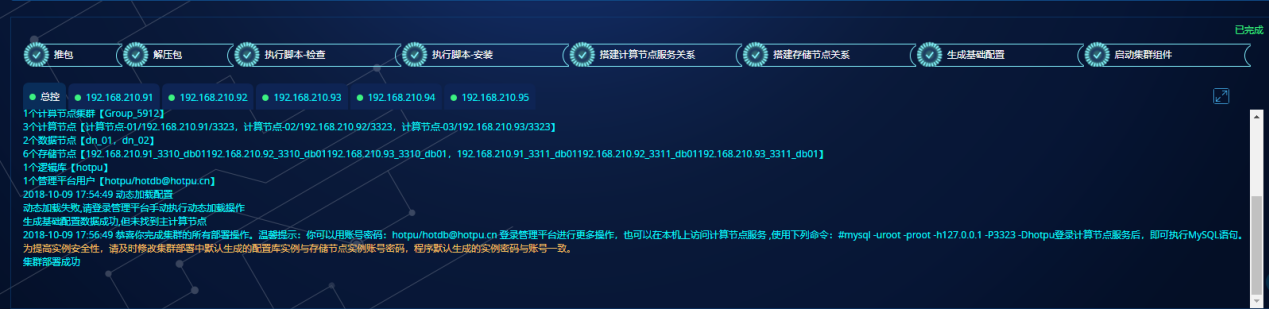 已完成
推包 解压包 执行脚本-检查 执行脚本-安装 搭建计算节点服务关系 搭建存储节点关系 生成基础配置 启动集群组件
总控 192.168.210.91 192.168.210.92 192.168.210.93 192.168.210.94 192.168.210.95
1个计算节点集群【Group_5912】
3个计算节点【计算节点-01/192.168.210.91/3323，计算节点-02/192.168.210.92/3323，计算节点-03/192.168.210.93/3323】
2个数据节点【dn_01，dn_02】
6个存储节点【192.168.210.91_3310_db01192.168.210.92_3310_db01192.168.210.93_3310_db01，192.168.210.91_3311_db01192.168.210.92_3311_db01192.168.210.93_3311_db01】
1个逻辑库【hotpu】
1个管理平台用户【hotpu/hotdb@hotpu.cn】
2018-10-09 17:54:49 动态加载配置
动态加载失败,请登录管理平台手动执行动态加载操作
生成基础配置数据成功,但未找到主计算节点
2018-10-09 17:56:49 恭喜你完成集群的所有部署操作。温馨提示：你可以用账号密码：hotpu/hotdb@hotpu.cn 登录管理平台进行更多操作，也可以在本机上访问计算节点服务 ,使用下列命令：#mysql -uroot -proot -h127.0.0.1 -P3323 -Dhotpu登录计算节点服务后，即可执行MySQL语句。
为提高实例安全性，请及时修改集群部署中默认生成的配置库实例与存储节点实例账号密码，程序默认生成的实例密码与账号一致。
集群部署成功